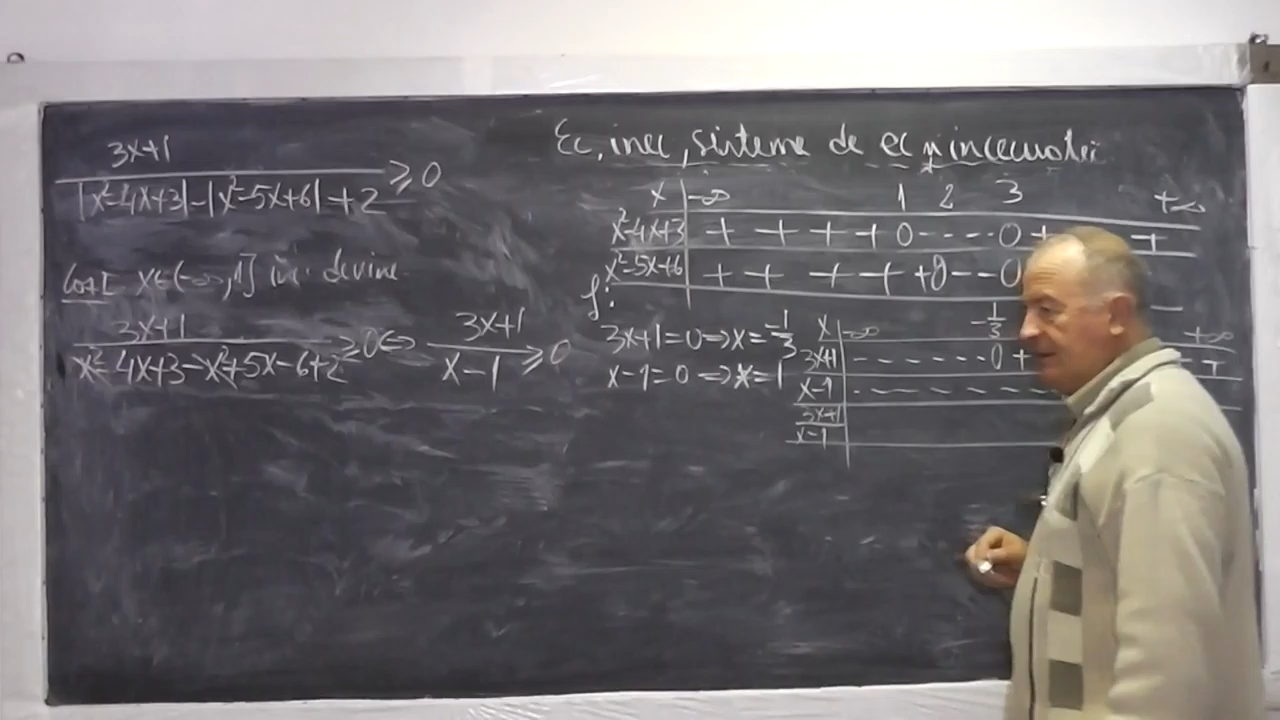 3x+1
|x²-4x+3|-|x²-5x+6|+2 ≥0
Caz I x∈(-∞,1] inec. devine
3x+1
x²-4x+3-x²+5x-6+2 ≥0 ⇔ 3x+1
x-1 ≥0
Ec, inec, sisteme de ec și inecuații
x -∞ 1 2 3 +∞
x²-4x+3 + + + + 0 ---- 0 + +
x²-5x+6 + + + + + 0 -- 0
f:
3x+1=0 ⇒ x=-1/3
x-1=0 ⇒ x=1
x -∞ -1/3 +∞
3x+1 ------- 0 + +
x-1 - - - - - - - -
3x+1
x-1